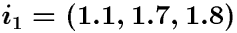 i₁ = (1.1, 1.7, 1.8)